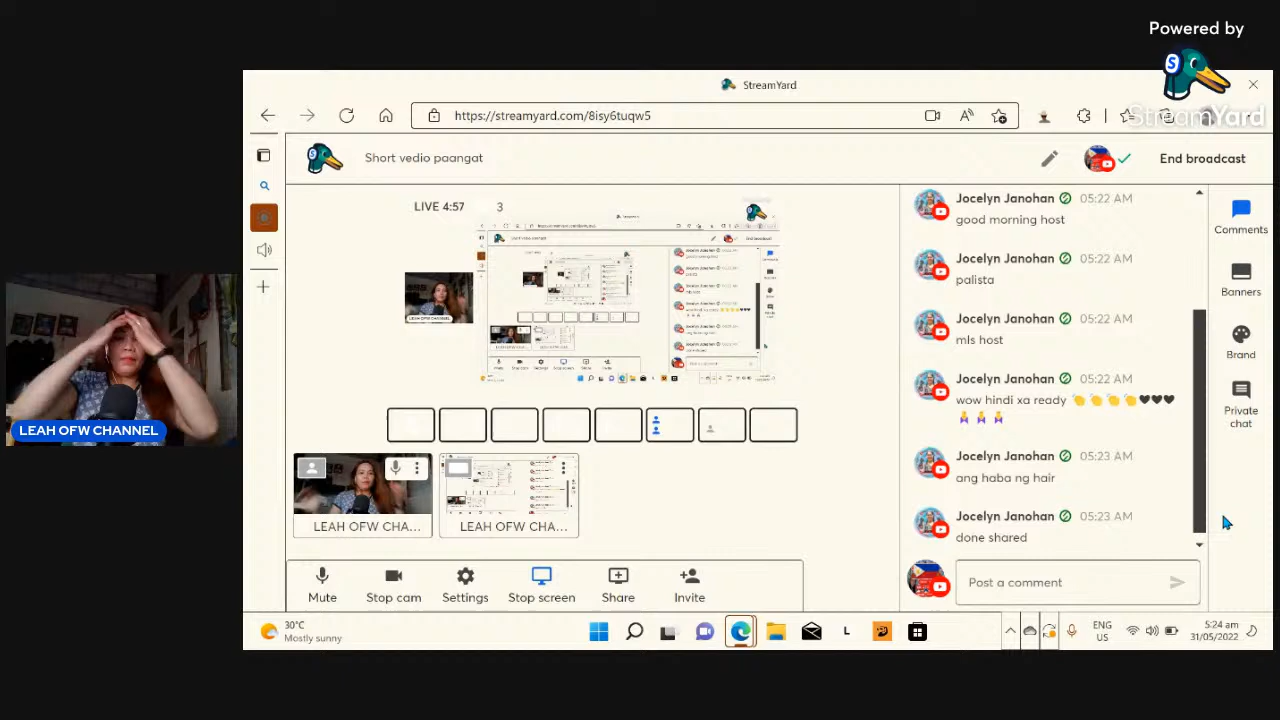 Powered by
StreamYard
StreamYard
https://streamyard.com/8isy6tuqw5
Short vedio paangat
End broadcast
LIVE 4:57
3
Jocelyn Janohan 05:22 AM
good morning host
Jocelyn Janohan 05:22 AM
palista
Jocelyn Janohan 05:22 AM
mls host
Jocelyn Janohan 05:22 AM
wow hindi xa ready 👏👏👏👏🖤🖤🖤
Jocelyn Janohan 05:23 AM
ang haba ng hair
Jocelyn Janohan 05:23 AM
done shared
Post a comment
Comments
Banners
Brand
Private
chat
LEAH OFW CHANNEL
LEAH OFW CHA...
LEAH OFW CHA...
Mute
Stop cam
Settings
Stop screen
Share
Invite
30°C
Mostly sunny
L
ENG
US
5:24 am
31/05/2022